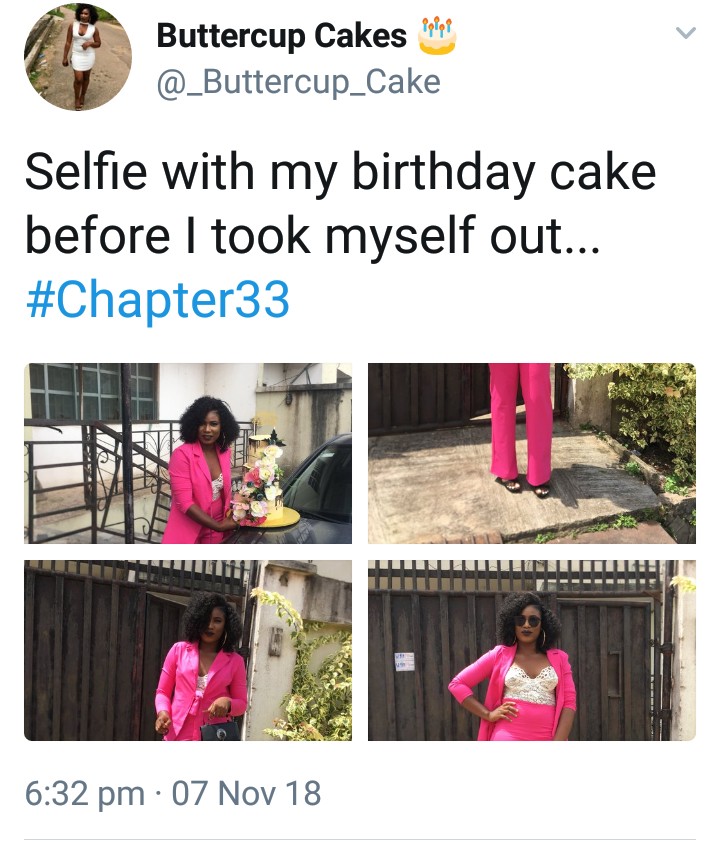 Buttercup Cakes 🎂
@_Buttercup_Cake
Selfie with my birthday cake
before I took myself out...
#Chapter33
6:32 pm · 07 Nov 18